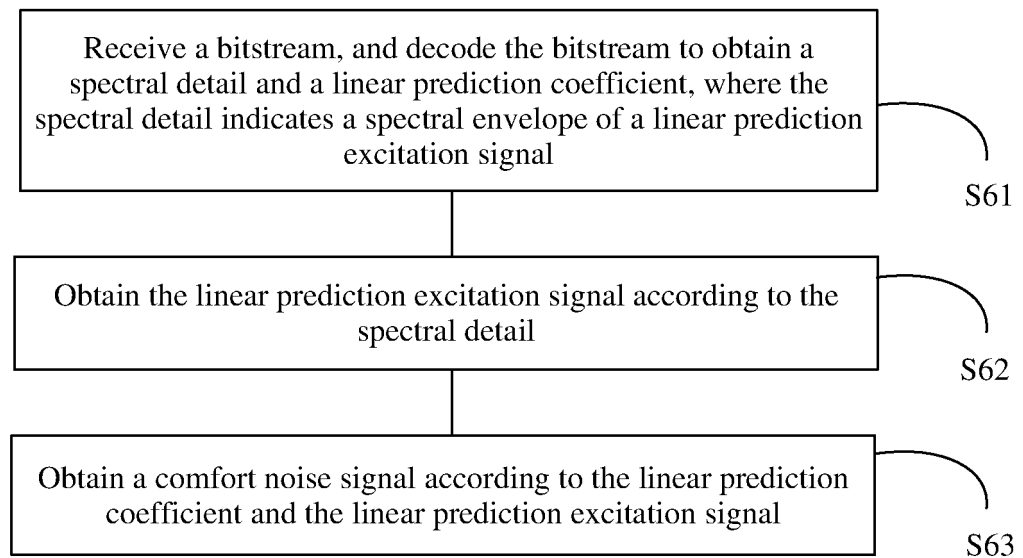 Receive a bitstream, and decode the bitstream to obtain a
spectral detail and a linear prediction coefficient, where the
spectral detail indicates a spectral envelope of a linear prediction
excitation signal
S61
Obtain the linear prediction excitation signal according to the
spectral detail
S62
Obtain a comfort noise signal according to the linear prediction
coefficient and the linear prediction excitation signal
S63